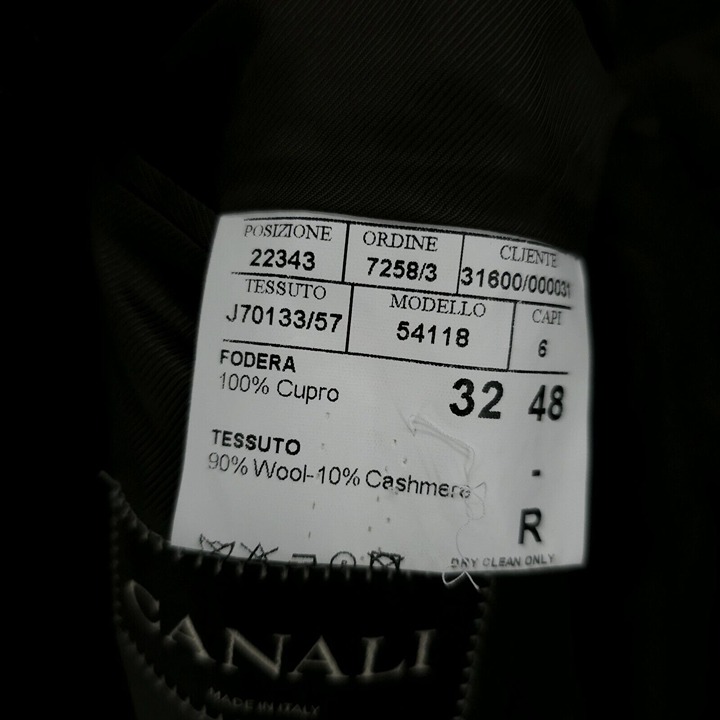 POSIZIONE ORDINE CLIENTE
22343 7258/3 31600/000031
TESSUTO MODELLO CAPI
J70133/57 54118 6
FODERA
100% Cupro
32 48
TESSUTO
90% Wool-10% Cashmere
-
R
DRY CLEAN ONLY
CANALI
MADE IN ITALY